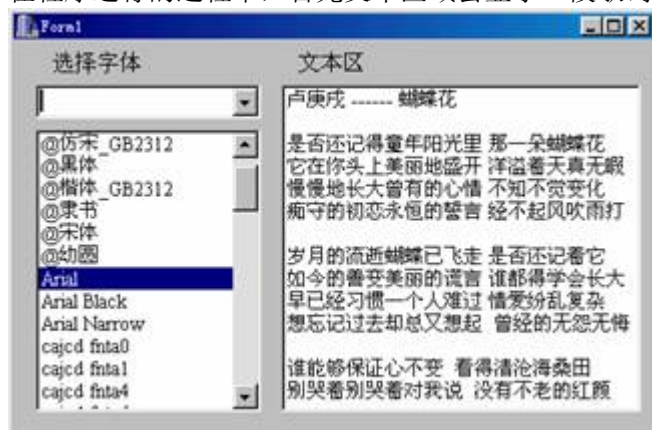 Form1
选择字体
文本区
@仿宋_GB2312
@黑体
@楷体_GB2312
@隶书
@宋体
@幼圆
Arial
Arial Black
Arial Narrow
cajcd fnta0
cajcd fnta1
cajcd fnta4
卢庚戌 ------ 蝴蝶花
是否还记得童年阳光里 那一朵蝴蝶花
它在你头上美丽地盛开 洋溢着天真无暇
慢慢地长大曾有的心情 不知不觉变化
痴守的初恋永恒的誓言 经不起风吹雨打
岁月的流逝蝴蝶已飞走 是否还记着它
如今的善变美丽的谎言 谁都得学会长大
早已经习惯一个人难过 情爱纷乱复杂
想忘记过去却总又想起 曾经的无怨无悔
谁能够保证心不变 看得清沧海桑田
别哭着别哭着对我说 没有不老的红颜